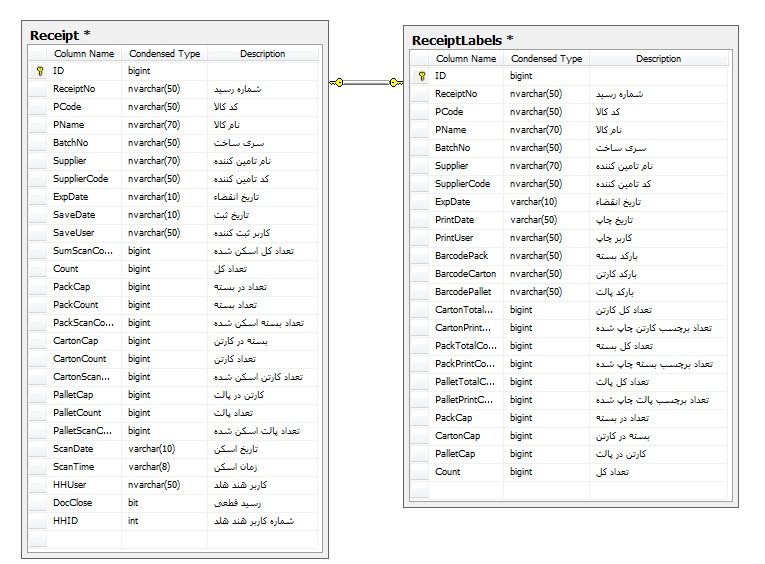 Receipt *
Column Name Condensed Type Description
ID bigint
ReceiptNo nvarchar(50) شماره رسید
PCode nvarchar(50) کد کالا
PName nvarchar(70) نام کالا
BatchNo nvarchar(50) سری ساخت
Supplier nvarchar(70) نام تامین کننده
SupplierCode nvarchar(50) کد تامین کننده
ExpDate nvarchar(10) تاریخ انقضاء
SaveDate nvarchar(10) تاریخ ثبت
SaveUser nvarchar(50) کاربر ثبت کننده
SumScanCo... bigint تعداد کل اسکن شده
Count bigint تعداد کل
PackCap bigint تعداد در بسته
PackCount bigint تعداد بسته
PackScanCo... bigint تعداد بسته اسکن شده
CartonCap bigint بسته در کارتن
CartonCount bigint تعداد کارتن
CartonScan... bigint تعداد کارتن اسکن شده
PalletCap bigint کارتن در پالت
PalletCount bigint تعداد پالت
PalletScanC... bigint تعداد پالت اسکن شده
ScanDate varchar(10) تاریخ اسکن
ScanTime varchar(8) زمان اسکن
HHUser nvarchar(50) کاربر هند هلد
DocClose bit رسید قطعی
HHID int شماره کاربر هند هلد
ReceiptLabels *
Column Name Condensed Type Description
ID bigint
ReceiptNo nvarchar(50) شماره رسید
PCode nvarchar(50) کد کالا
PName nvarchar(70) نام کالا
BatchNo nvarchar(50) سری ساخت
Supplier nvarchar(70) نام تامین کننده
SupplierCode nvarchar(50) کد تامین کننده
ExpDate varchar(10) تاریخ انقضاء
PrintDate varchar(50) تاریخ چاپ
PrintUser nvarchar(50) کاربر چاپ
BarcodePack nvarchar(50) بارکد بسته
BarcodeCarton nvarchar(50) بارکد کارتن
BarcodePallet nvarchar(50) بارکد پالت
CartonTotal... bigint تعداد کل کارتن
CartonPrint... bigint تعداد برچسب کارتن چاپ شده
PackTotalCo... bigint تعداد کل بسته
PackPrintCo... bigint تعداد برچسب بسته چاپ شده
PalletTotalC... bigint تعداد کل پالت
PalletPrintC... bigint تعداد برچسب پالت چاپ شده
PackCap bigint تعداد در بسته
CartonCap bigint بسته در کارتن
PalletCap bigint کارتن در پالت
Count bigint تعداد کل